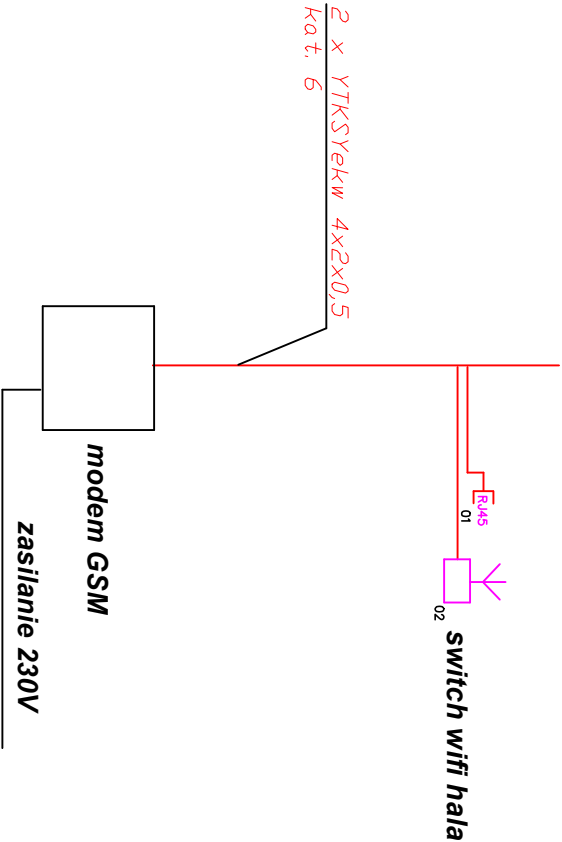 2 x YTKSYekw 4x2x0,5
kat. 6
RJ45
01
02
switch wifi hala
modem GSM
zasilanie 230V